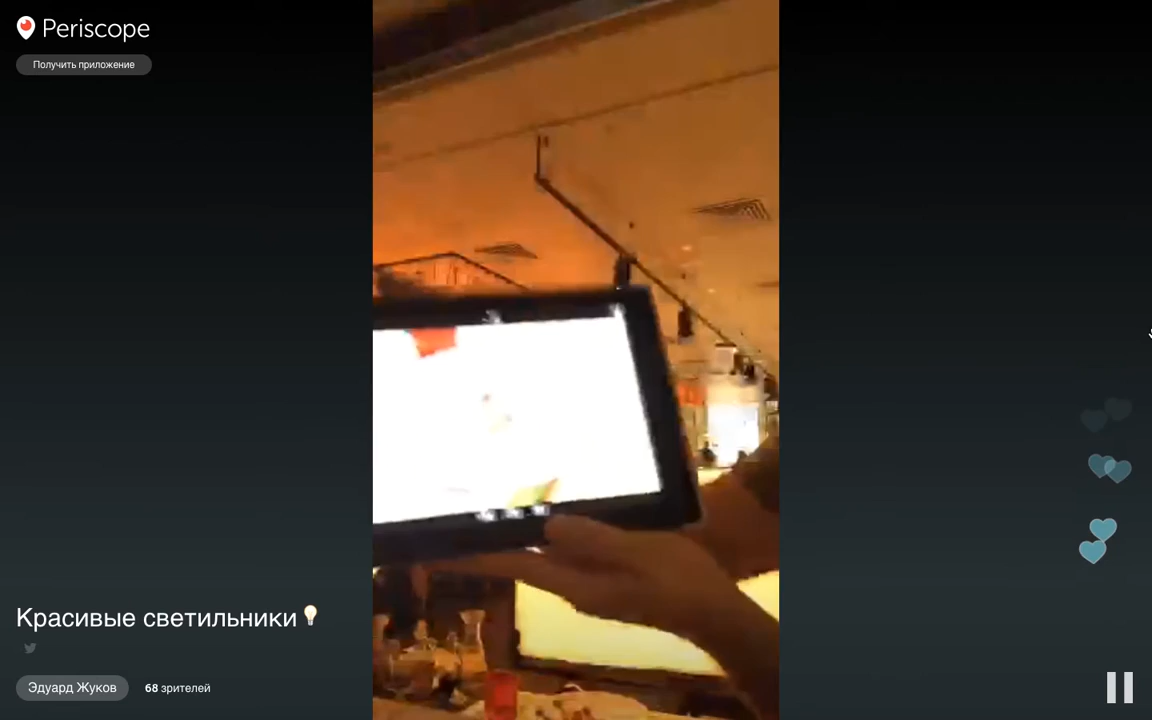 Periscope
Получить приложение
Красивые светильники
Эдуард Жуков
68 зрителей